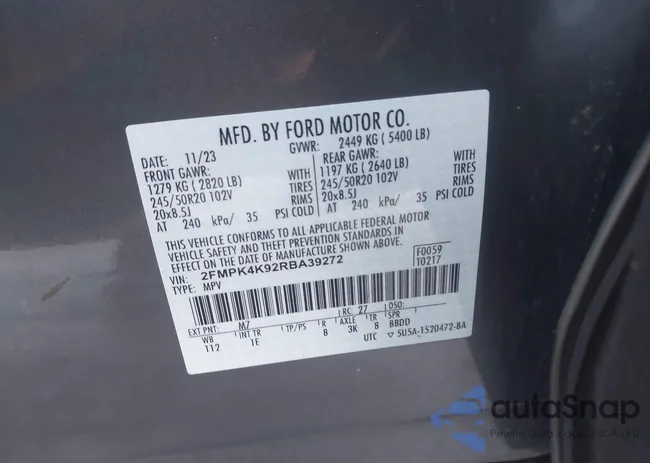 MFD. BY FORD MOTOR CO.
DATE: 11/23 GVWR: 2449 KG ( 5400 LB)
FRONT GAWR: WITH REAR GAWR: WITH
1279 KG ( 2820 LB) TIRES 1197 KG ( 2640 LB) TIRES
245/50R20 102V RIMS 245/50R20 102V RIMS
20x8.5J 20x8.5J
AT 240 kPa/ 35 PSI COLD AT 240 kPa/ 35 PSI COLD
THIS VEHICLE CONFORMS TO ALL APPLICABLE FEDERAL MOTOR
VEHICLE SAFETY AND THEFT PREVENTION STANDARDS IN
EFFECT ON THE DATE OF MANUFACTURE SHOWN ABOVE.
VIN: 2FMPK4K92RBA39272 F0059
TYPE: MPV T0217
EXT PNT: M7 RC: 27 DSO:
WB INT TR TP/PS R AXLE TR SPR
112 1E B 3K 8 BBDD
UTC ▽ SU5A-1520472-BA
autoSnap